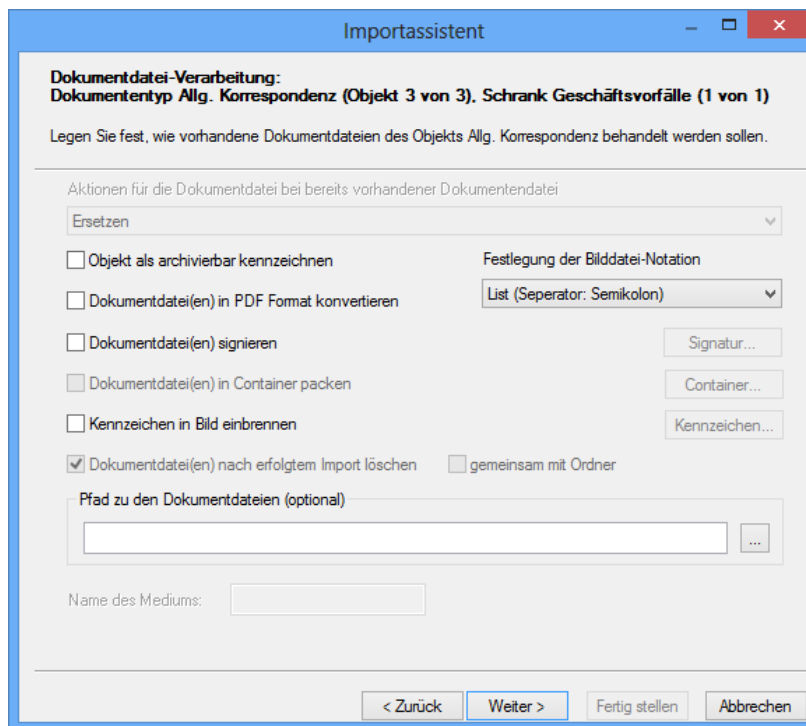 Importassistent
Dokumentdatei-Verarbeitung:
Dokumententyp Allg. Korrespondenz (Objekt 3 von 3), Schrank Geschäftsvorfälle (1 von 1)
Legen Sie fest, wie vorhandene Dokumentdateien des Objekts Allg. Korrespondenz behandelt werden sollen.
Aktionen für die Dokumentdatei bei bereits vorhandener Dokumentendatei
Ersetzen
Objekt als archivierbar kennzeichnen
Festlegung der Bilddatei-Notation
Dokumentdatei(en) in PDF Format konvertieren
List (Seperator: Semikolon)
Dokumentdatei(en) signieren
Signatur...
Dokumentdatei(en) in Container packen
Container...
Kennzeichen in Bild einbrennen
Kennzeichen...
Dokumentdatei(en) nach erfolgtem Import löschen
gemeinsam mit Ordner
Pfad zu den Dokumentdateien (optional)
...
Name des Mediums:
< Zurück
Weiter >
Fertig stellen
Abbrechen